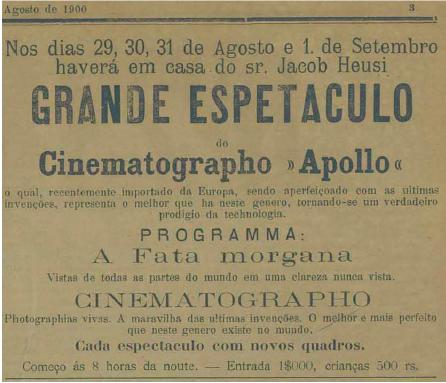 Agosto de 1900 3
Nos dias 29, 30, 31 de Agosto e 1. de Setembro
haverá em casa do sr. Jacob Heusi
GRANDE ESPETACULO
do
Cinematographo »Apollo«
o qual, recentemente importado da Europa, sendo aperfeiçoado com as ultimas
invenções, representa o melhor que ha neste genero, tornando-se um verdadeiro
prodigio da technologia.
PROGRAMMA:
A Fata morgana
Vistas de todas as partes do mundo em uma clareza nunca vista.
CINEMATOGRAPHO
Photographias vivas. A maravilha das ultimas invenções. O melhor e mais perfeito
que neste genero existe no mundo.
Cada espectaculo com novos quadros.
Começo ás 8 horas da noute. — Entrada 1$000, crianças 500 rs.